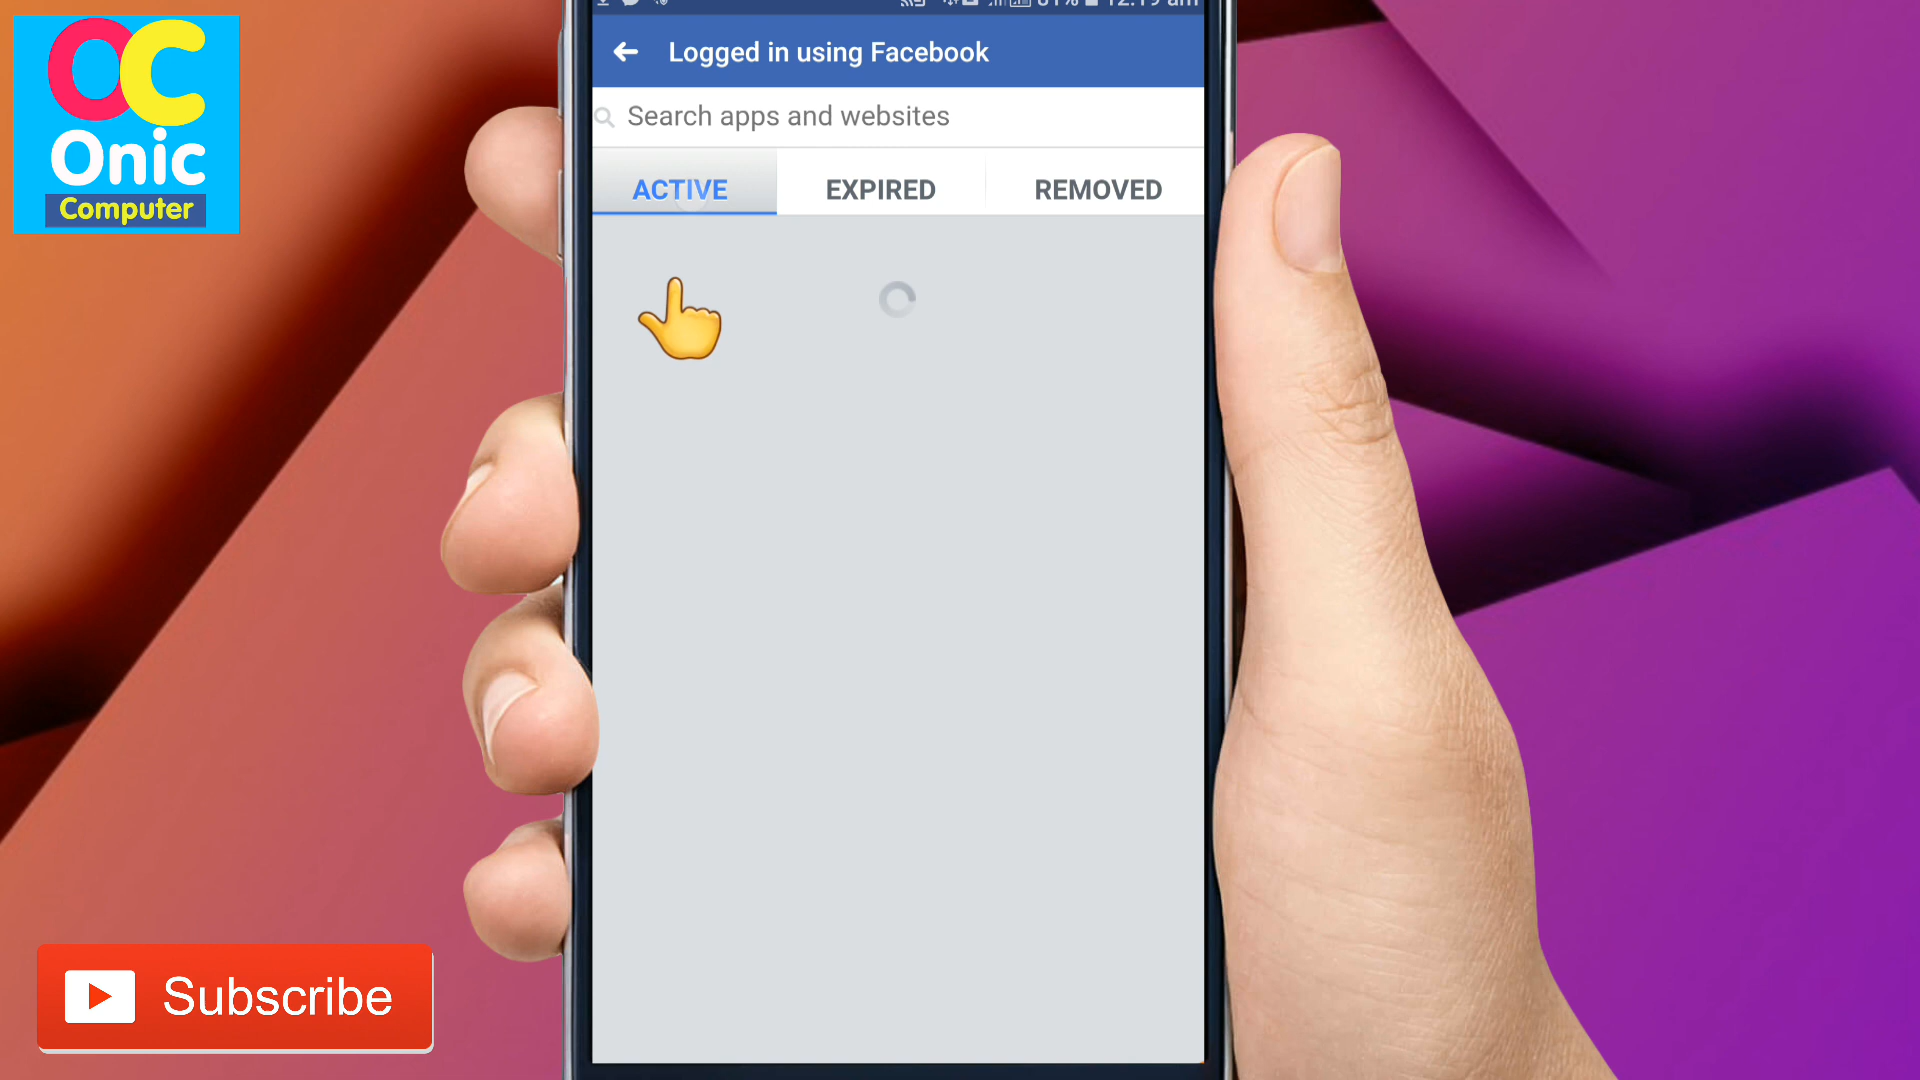 OC
Onic
Computer
Logged in using Facebook
Search apps and websites
ACTIVE EXPIRED REMOVED
Subscribe